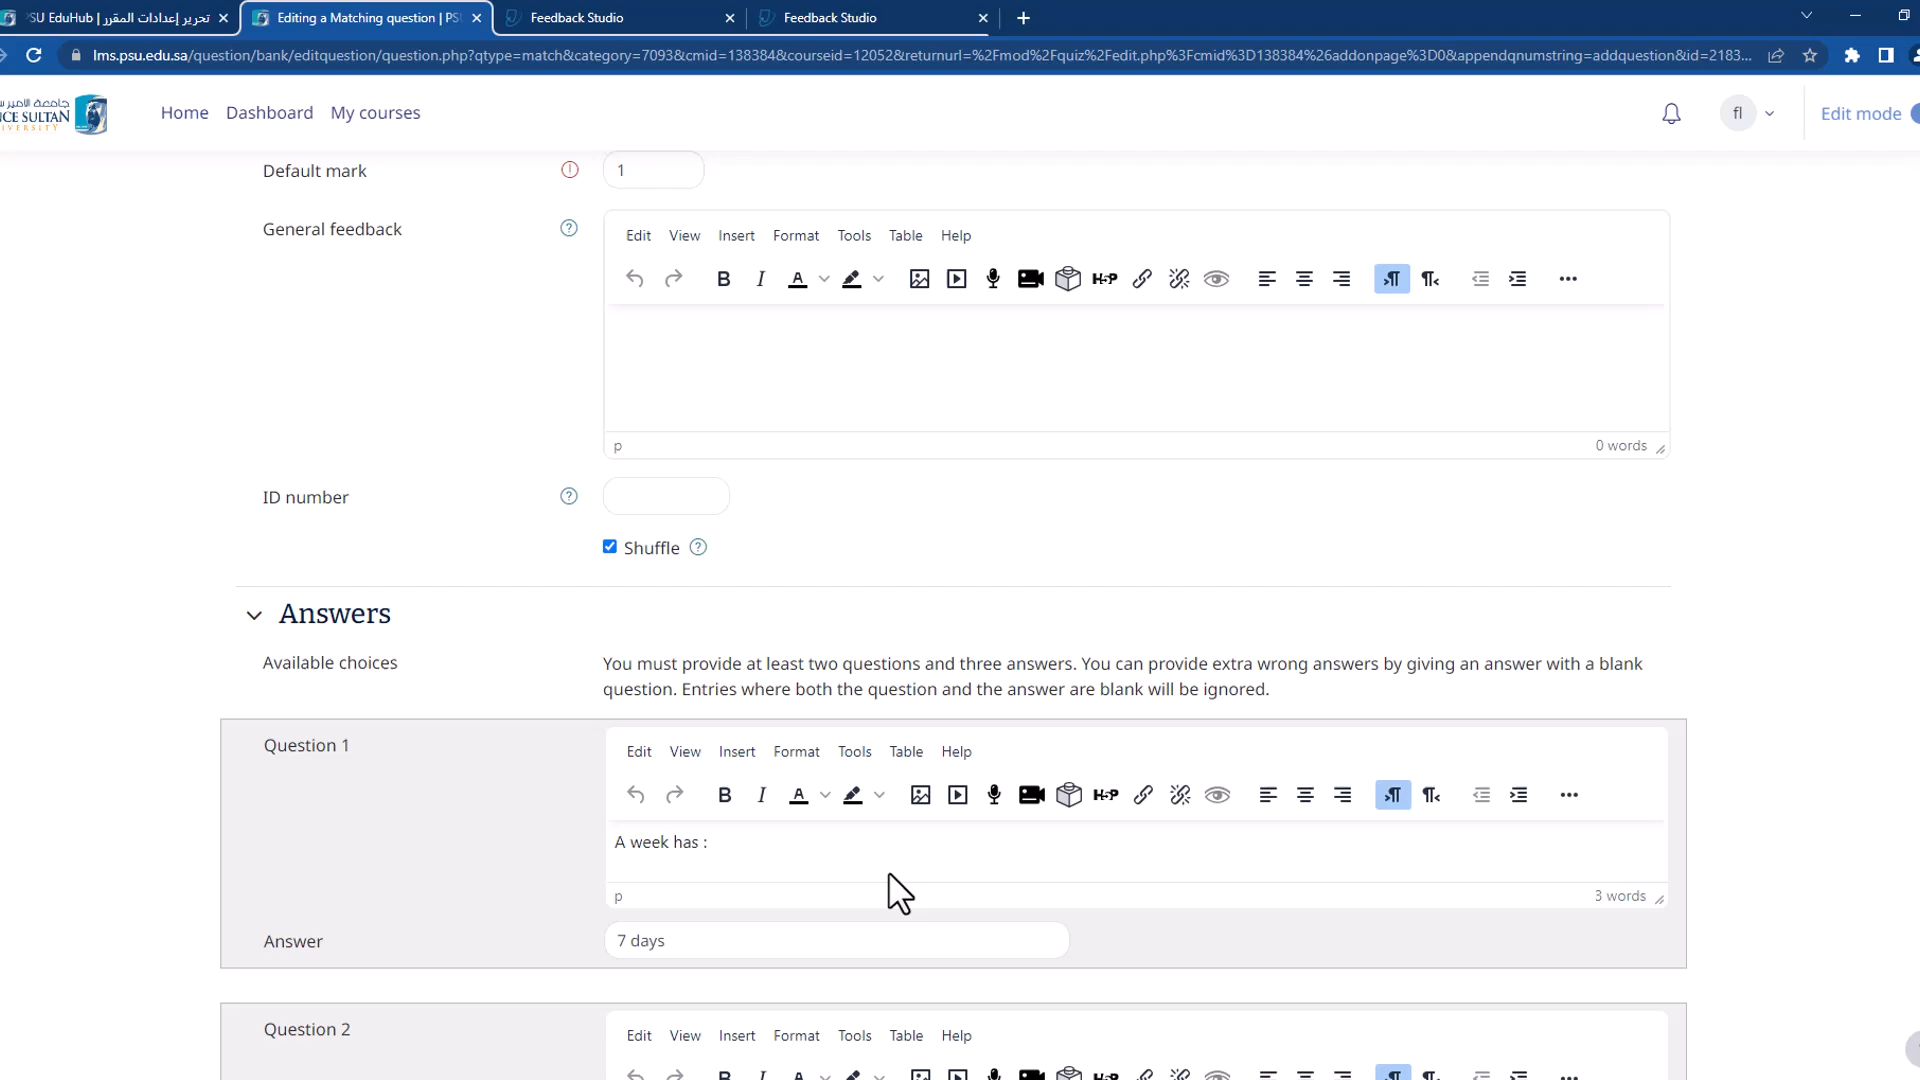 PSU EduHub | تحرير إعدادات المقرر
Editing a Matching question | PS
Feedback Studio
Feedback Studio
lms.psu.edu.sa/question/bank/editquestion/question.php?qtype=match&category=7093&cmid=138384&courseid=12052&returnurl=%2Fmod%2Fquiz%2Fedit.php%3Fcmid%3D138384%26addonpage%3D0&appendqnumstring=addquestion&id=2183...
جامعة الأمير س
NCE SULTAN
IVERSITY
Home Dashboard My courses
fl
Edit mode
Default mark
1
General feedback
Edit View Insert Format Tools Table Help
B I A H-P
p
0 words
ID number
Shuffle
Answers
Available choices
You must provide at least two questions and three answers. You can provide extra wrong answers by giving an answer with a blank
question. Entries where both the question and the answer are blank will be ignored.
Question 1
Edit View Insert Format Tools Table Help
B I A H-P
A week has :
p
3 words
Answer
7 days
Question 2
Edit View Insert Format Tools Table Help